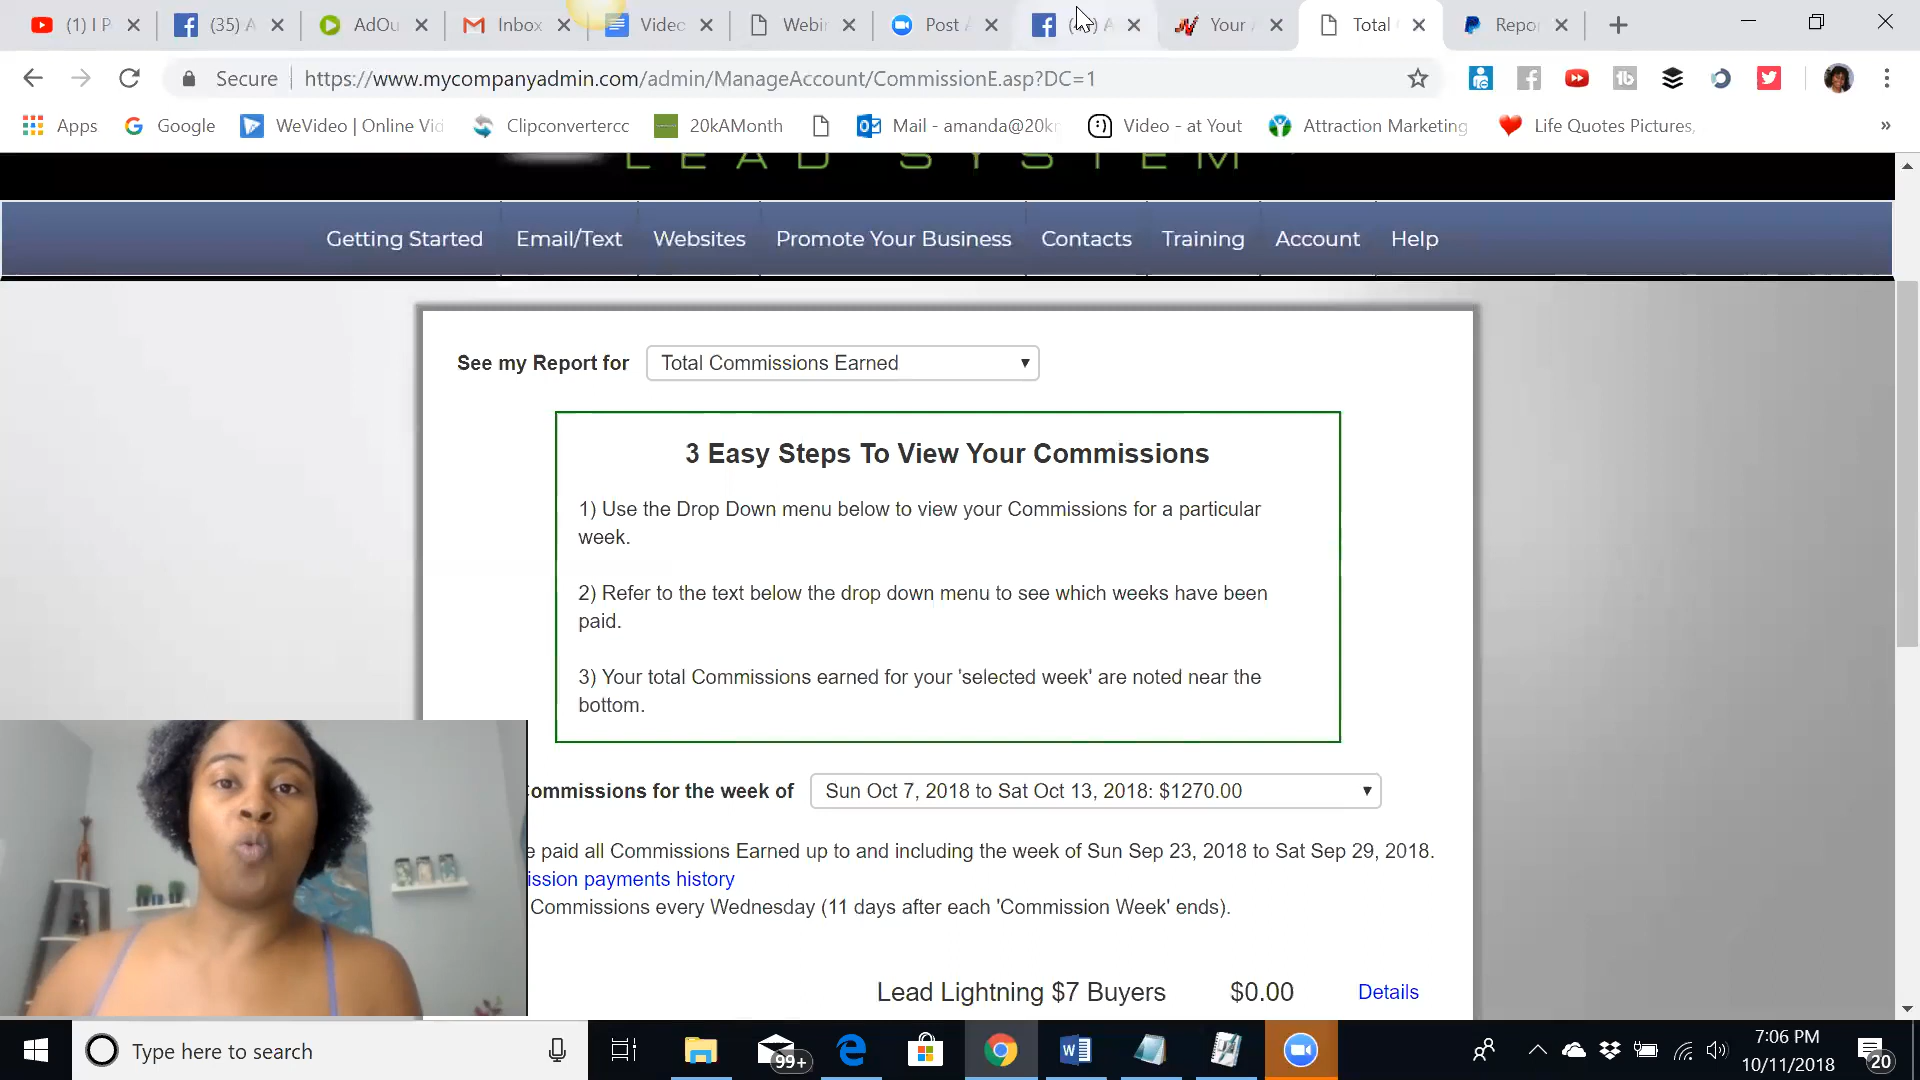 (1) I P
(35) A
AdOu
Inbox
Video
Webin
Post A
Your A
Total
Repor
Secure
https://www.mycompanyadmin.com/admin/ManageAccount/CommissionE.asp?DC=1
Apps
Google
WeVideo | Online Vid
Clipconvertercc
20kAMonth
Mail - amanda@20k
Video - at Yout
Attraction Marketing
Life Quotes Pictures,
»
LEAD SYSTEM
Getting Started
Email/Text
Websites
Promote Your Business
Contacts
Training
Account
Help
See my Report for
Total Commissions Earned
3 Easy Steps To View Your Commissions
1) Use the Drop Down menu below to view your Commissions for a particular
week.
2) Refer to the text below the drop down menu to see which weeks have been
paid.
3) Your total Commissions earned for your 'selected week' are noted near the
bottom.
ommissions for the week of
Sun Oct 7, 2018 to Sat Oct 13, 2018: $1270.00
e paid all Commissions Earned up to and including the week of Sun Sep 23, 2018 to Sat Sep 29, 2018.
ission payments history
Commissions every Wednesday (11 days after each 'Commission Week' ends).
Lead Lightning $7 Buyers
$0.00
Details
Type here to search
99+
7:06 PM
10/11/2018
20